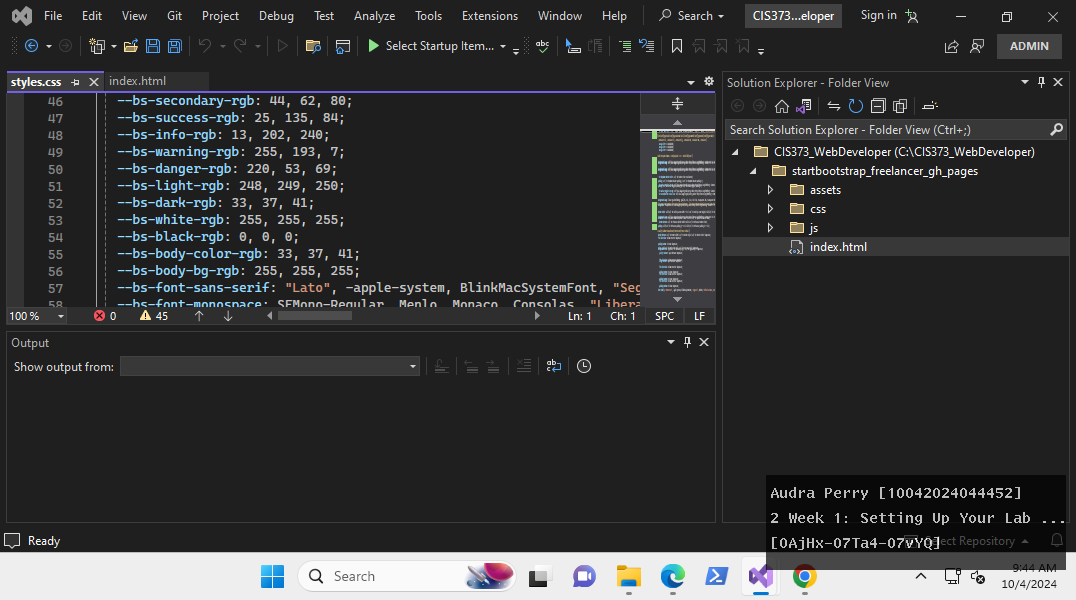 File Edit View Git Project Debug Test Analyze Tools Extensions Window Help Search CIS373...eloper Sign in
Select Startup Item... abc ADMIN
styles.css index.html
46 --bs-secondary-rgb: 44, 62, 80;
47 --bs-success-rgb: 25, 135, 84;
48 --bs-info-rgb: 13, 202, 240;
49 --bs-warning-rgb: 255, 193, 7;
50 --bs-danger-rgb: 220, 53, 69;
51 --bs-light-rgb: 248, 249, 250;
52 --bs-dark-rgb: 33, 37, 41;
53 --bs-white-rgb: 255, 255, 255;
54 --bs-black-rgb: 0, 0, 0;
55 --bs-body-color-rgb: 33, 37, 41;
56 --bs-body-bg-rgb: 255, 255, 255;
57 --bs-font-sans-serif: "Lato", -apple-system, BlinkMacSystemFont, "Seg
58 --bs-font-monospace: SFMono-Regular, Menlo, Monaco, Consolas, "Libera
100 % 0 45 Ln: 1 Ch: 1 SPC LF
Output
Show output from:
Solution Explorer - Folder View
Search Solution Explorer - Folder View (Ctrl+;)
CIS373_WebDeveloper (C:\CIS373_WebDeveloper)
startbootstrap_freelancer_gh_pages
assets
css
js
index.html
Audra Perry [10042024044452]
2 Week 1: Setting Up Your Lab ...
Ready
Select Repository
Search
9:44 AM
10/4/2024